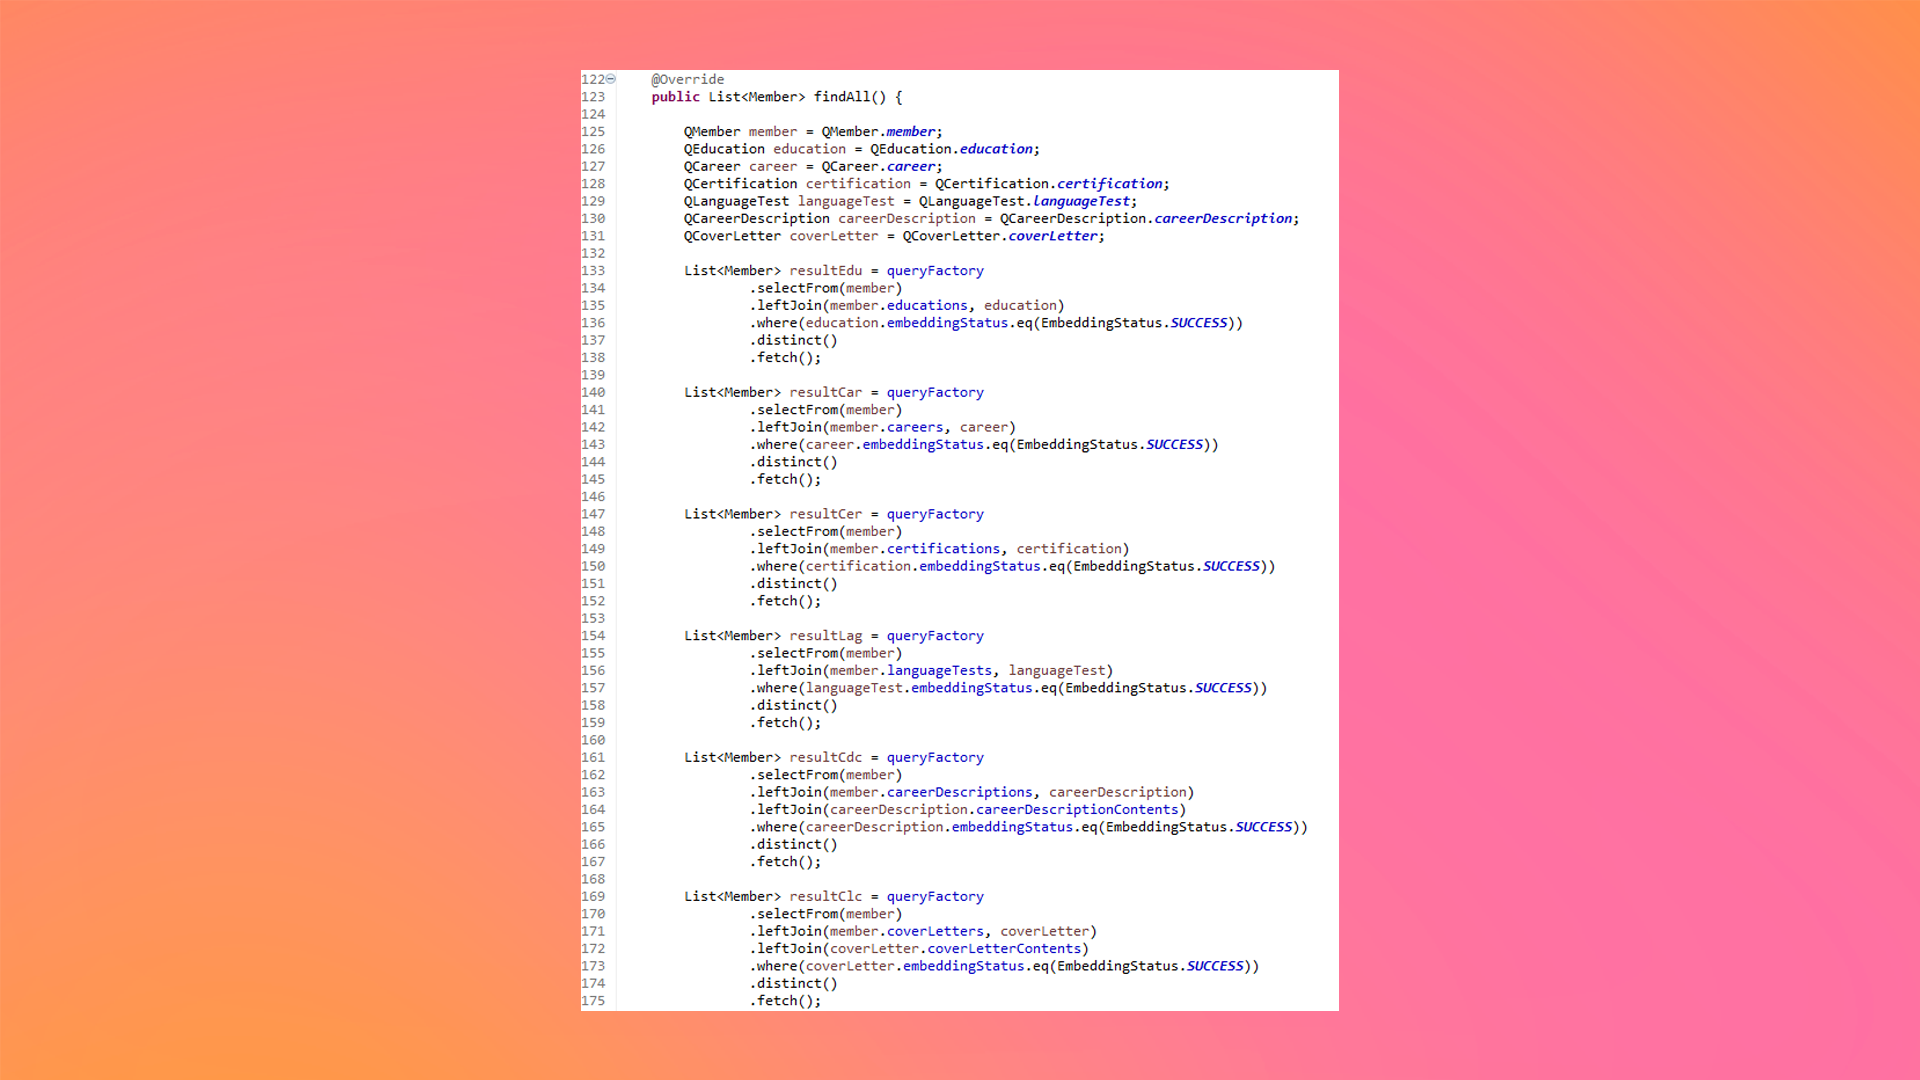 122 @Override
123 public List<Member> findAll() {
124
125 QMember member = QMember.member;
126 QEducation education = QEducation.education;
127 QCareer career = QCareer.career;
128 QCertification certification = QCertification.certification;
129 QLanguageTest languageTest = QLanguageTest.languageTest;
130 QCareerDescription careerDescription = QCareerDescription.careerDescription;
131 QCoverLetter coverLetter = QCoverLetter.coverLetter;
132
133 List<Member> resultEdu = queryFactory
134 .selectFrom(member)
135 .leftJoin(member.educations, education)
136 .where(education.embeddingStatus.eq(EmbeddingStatus.SUCCESS))
137 .distinct()
138 .fetch();
139
140 List<Member> resultCar = queryFactory
141 .selectFrom(member)
142 .leftJoin(member.careers, career)
143 .where(career.embeddingStatus.eq(EmbeddingStatus.SUCCESS))
144 .distinct()
145 .fetch();
146
147 List<Member> resultCer = queryFactory
148 .selectFrom(member)
149 .leftJoin(member.certifications, certification)
150 .where(certification.embeddingStatus.eq(EmbeddingStatus.SUCCESS))
151 .distinct()
152 .fetch();
153
154 List<Member> resultLag = queryFactory
155 .selectFrom(member)
156 .leftJoin(member.languageTests, languageTest)
157 .where(languageTest.embeddingStatus.eq(EmbeddingStatus.SUCCESS))
158 .distinct()
159 .fetch();
160
161 List<Member> resultCdc = queryFactory
162 .selectFrom(member)
163 .leftJoin(member.careerDescriptions, careerDescription)
164 .leftJoin(careerDescription.careerDescriptionContents)
165 .where(careerDescription.embeddingStatus.eq(EmbeddingStatus.SUCCESS))
166 .distinct()
167 .fetch();
168
169 List<Member> resultClc = queryFactory
170 .selectFrom(member)
171 .leftJoin(member.coverLetters, coverLetter)
172 .leftJoin(coverLetter.coverLetterContents)
173 .where(coverLetter.embeddingStatus.eq(EmbeddingStatus.SUCCESS))
174 .distinct()
175 .fetch();